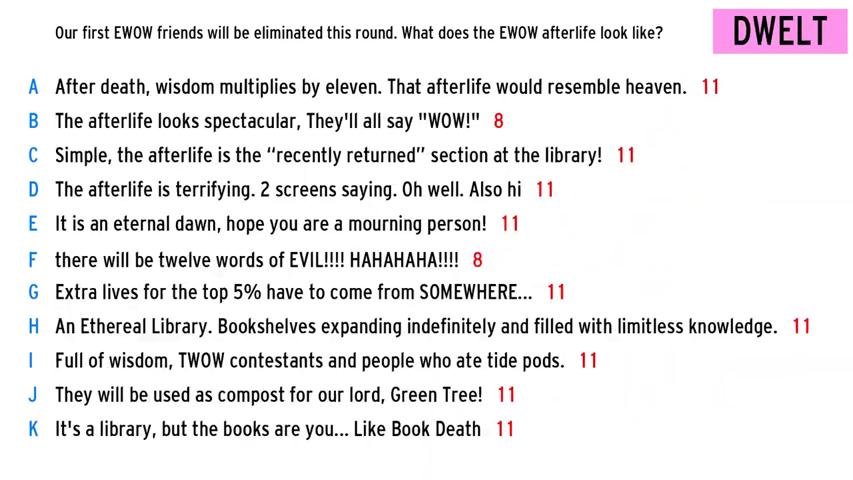 Our first EWOW friends will be eliminated this round. What does the EWOW afterlife look like?
DWELT
A After death, wisdom multiplies by eleven. That afterlife would resemble heaven. 11
B The afterlife looks spectacular, They'll all say "WOW!" 8
C Simple, the afterlife is the “recently returned” section at the library! 11
D The afterlife is terrifying. 2 screens saying. Oh well. Also hi 11
E It is an eternal dawn, hope you are a mourning person! 11
F there will be twelve words of EVIL!!!! HAHAHAHA!!!! 8
G Extra lives for the top 5% have to come from SOMEWHERE... 11
H An Ethereal Library. Bookshelves expanding indefinitely and filled with limitless knowledge. 11
I Full of wisdom, TWOW contestants and people who ate tide pods. 11
J They will be used as compost for our lord, Green Tree! 11
K It's a library, but the books are you... Like Book Death 11